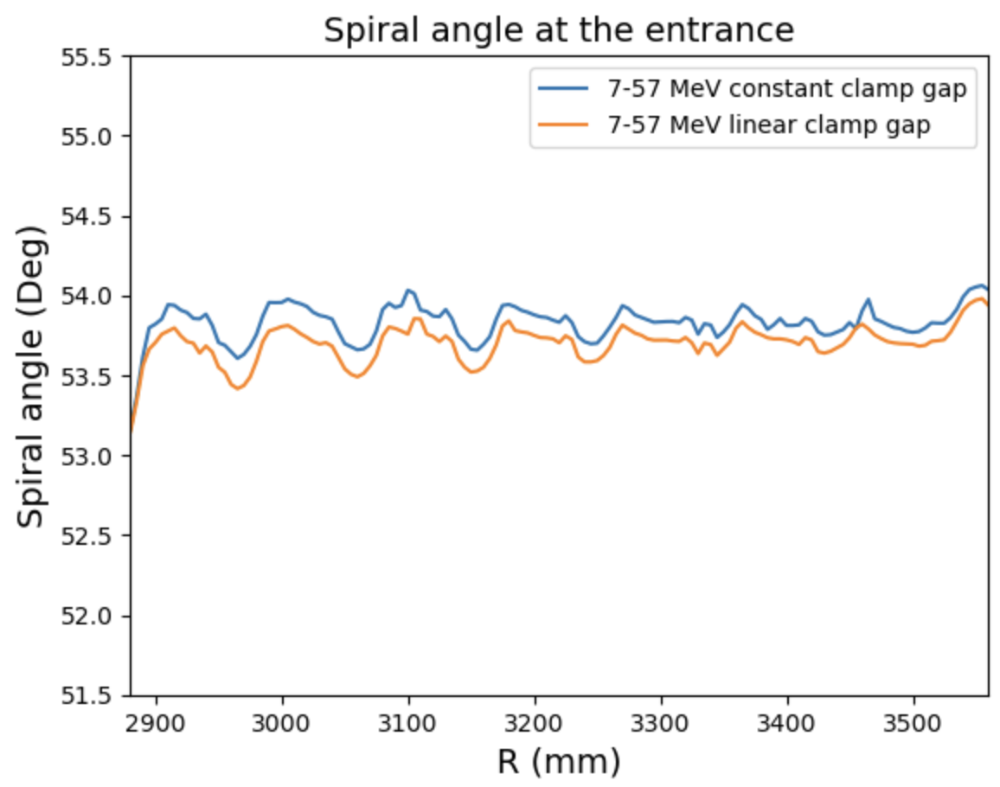 Spiral angle at the entrance
7-57 MeV constant clamp gap
7-57 MeV linear clamp gap
Spiral angle (Deg)
55.5
55.0
54.5
54.0
53.5
53.0
52.5
52.0
51.5
2900 3000 3100 3200 3300 3400 3500
R (mm)